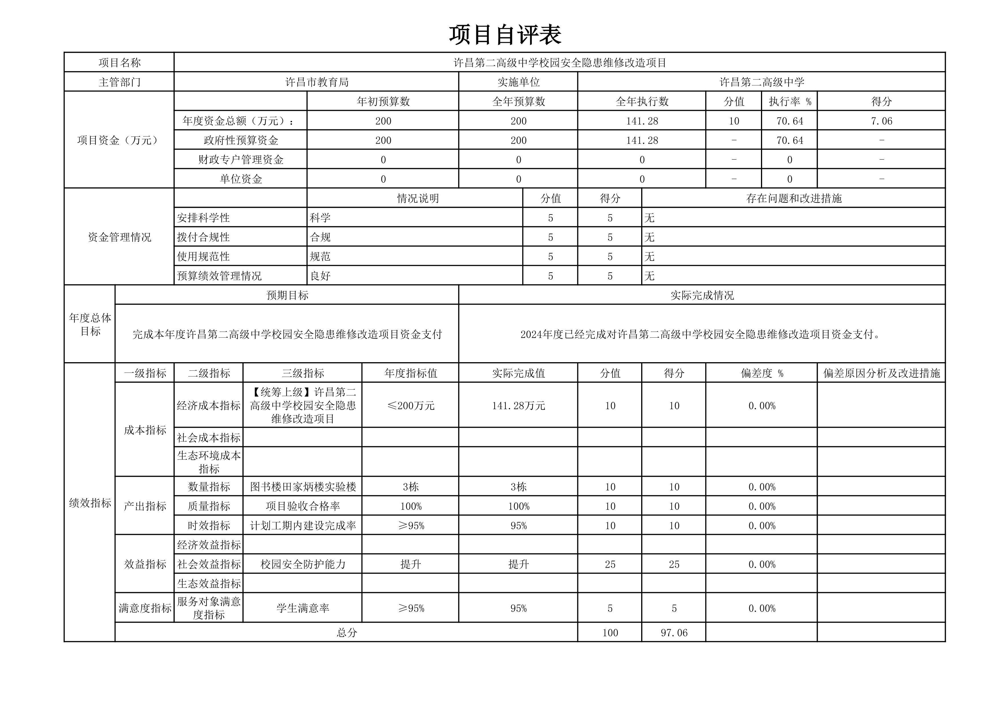 项目自评表
项目名称 许昌第二高级中学校园安全隐患维修改造项目
主管部门 许昌市教育局 实施单位 许昌第二高级中学
项目资金（万元） 年初预算数 全年预算数 全年执行数 分值 执行率 % 得分
年度资金总额（万元）： 200 200 141.28 10 70.64 7.06
政府性预算资金 200 200 141.28 - 70.64 -
财政专户管理资金 0 0 0 - 0 -
单位资金 0 0 0 - 0 -
资金管理情况 情况说明 分值 得分 存在问题和改进措施
安排科学性 科学 5 5 无
拨付合规性 合规 5 5 无
使用规范性 规范 5 5 无
预算绩效管理情况 良好 5 5 无
年度总体
目标
预期目标 实际完成情况
完成本年度许昌第二高级中学校园安全隐患维修改造项目资金支付 2024年度已经完成对许昌第二高级中学校园安全隐患维修改造项目资金支付。
绩效指标
一级指标 二级指标 三级指标 年度指标值 实际完成值 分值 得分 偏差度 % 偏差原因分析及改进措施
成本指标
经济成本指标
【统筹上级】许昌第二
高级中学校园安全隐患
维修改造项目
≤200万元 141.28万元 10 10 0.00%
社会成本指标
生态环境成本
指标
产出指标
数量指标 图书楼田家炳楼实验楼 3栋 3栋 10 10 0.00%
质量指标 项目验收合格率 100% 100% 10 10 0.00%
时效指标 计划工期内建设完成率 ≥95% 95% 10 10 0.00%
效益指标
经济效益指标
社会效益指标 校园安全防护能力 提升 提升 25 25 0.00%
生态效益指标
满意度指标
服务对象满意
度指标
学生满意率 ≥95% 95% 5 5 0.00%
总分 100 97.06